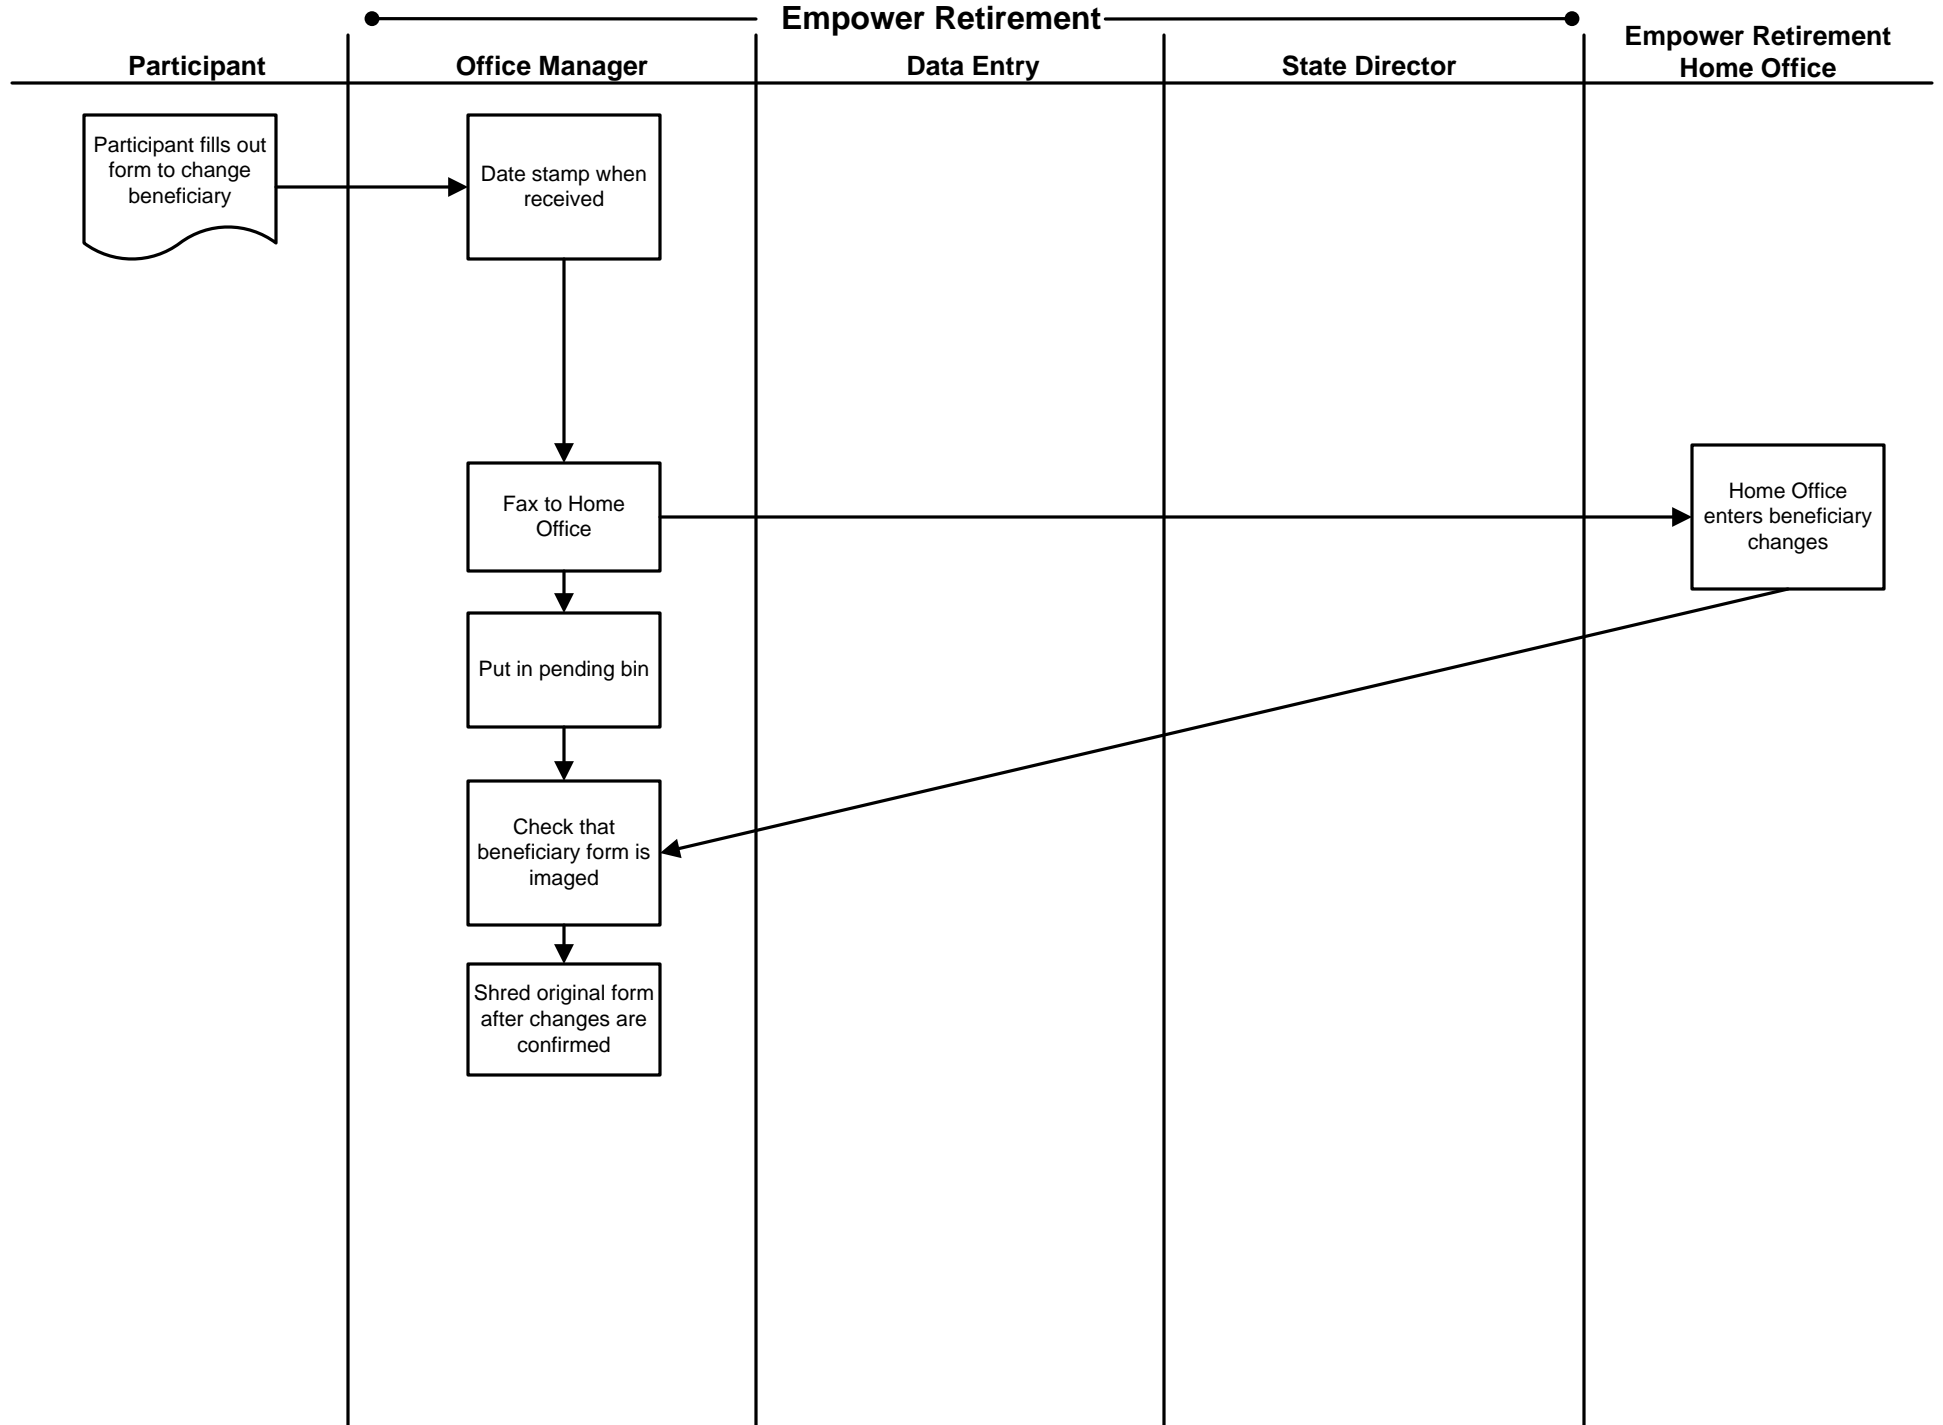 Empower Retirement
Participant
Office Manager
Data Entry
State Director
Empower Retirement
Home Office
Participant fills out
form to change
beneficiary
Date stamp when
received
Fax to Home
Office
Home Office
enters beneficiary
changes
Put in pending bin
Check that
beneficiary form is
imaged
Shred original form
after changes are
confirmed